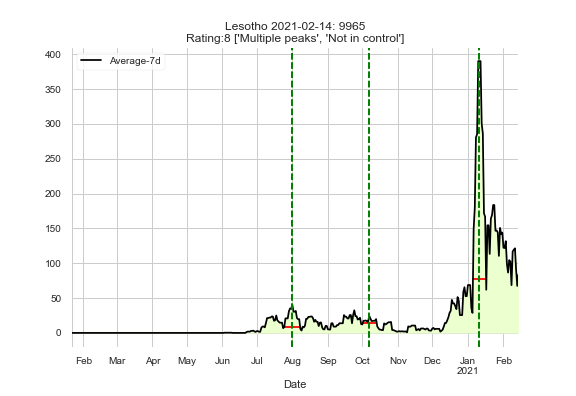 Lesotho 2021-02-14: 9965
Rating:8 ['Multiple peaks', 'Not in control']
Average-7d
400
350
300
250
200
150
100
50
0
Feb Mar Apr May Jun Jul Aug Sep Oct Nov Dec Jan Feb
2021
Date